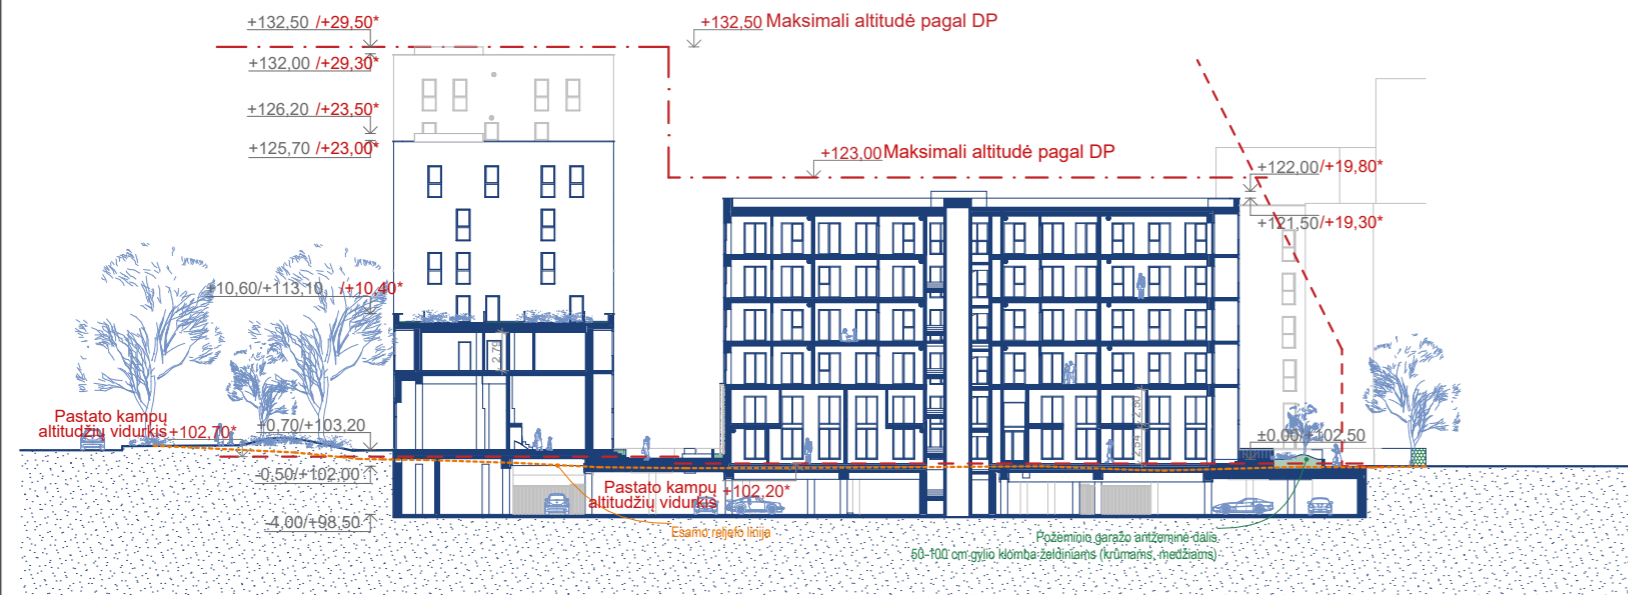 +132,50 /+29,50*
+132,50 Maksimali altitudė pagal DP
+132,00 /+29,30*
+126,20 /+23,50*
+125,70 /+23,00*
+123,00 Maksimali altitudė pagal DP
+122,00/+19,80*
+121,50/+19,30*
+10,60/+113,10 /+10,40*
2,79
Pastato kampų
altitudžių vidurkis +102,70*
+0,70/+103,20
±0,00/+102,50
-0,50/+102,00
Pastato kampų +102,20*
altitudžių vidurkis
-4,00/+98,50
Esamo reljefo linija
Požeminio garažo antžeminė dalis,
50-100 cm gylio klomba želdiniams (krūmams, medžiams)